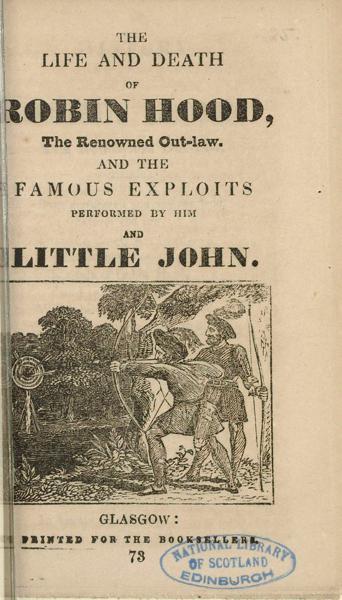 THE
LIFE AND DEATH
OF
ROBIN HOOD,
The Renowned Out-law.
AND THE
FAMOUS EXPLOITS
PERFORMED BY HIM
AND
LITTLE JOHN.
GLASGOW:
PRINTED FOR THE BOOKSELLERS.
73
NATIONAL LIBRARY
OF SCOTLAND
EDINBURGH